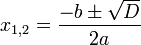 x_{1,2} = \frac{-b \pm \sqrt{D}}{2a}